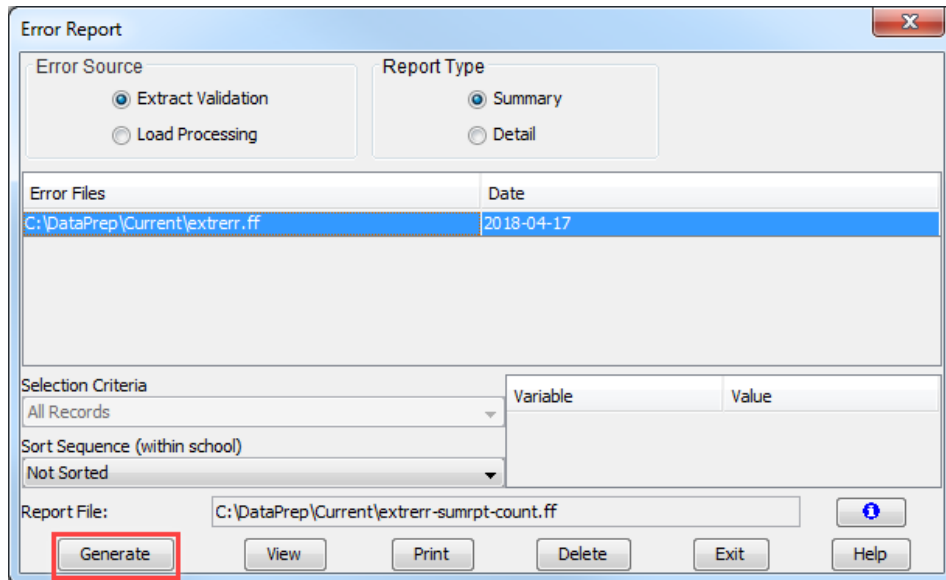 Error Report
Error Source Report Type
Extract Validation Summary
Load Processing Detail
Error Files Date
C:\DataPrep\Current\extrerr.ff 2018-04-17
Selection Criteria
Variable Value
All Records
Sort Sequence (within school)
Not Sorted
Report File: C:\DataPrep\Current\extrerr-sumrpt-count.ff
Generate View Print Delete Exit Help